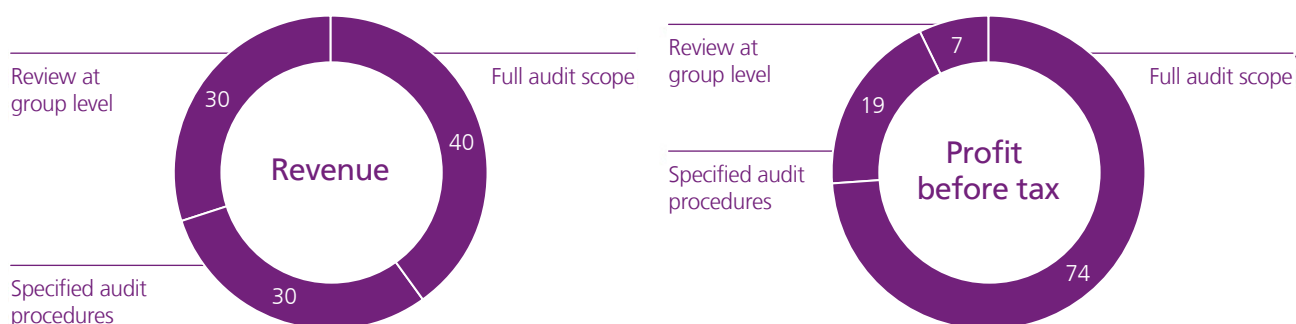 Review at
group level
30
Full audit scope
40
Revenue
Specified audit
procedures
30
Review at
group level
7
Full audit scope
19
Profit
before tax
Specified audit
procedures
74